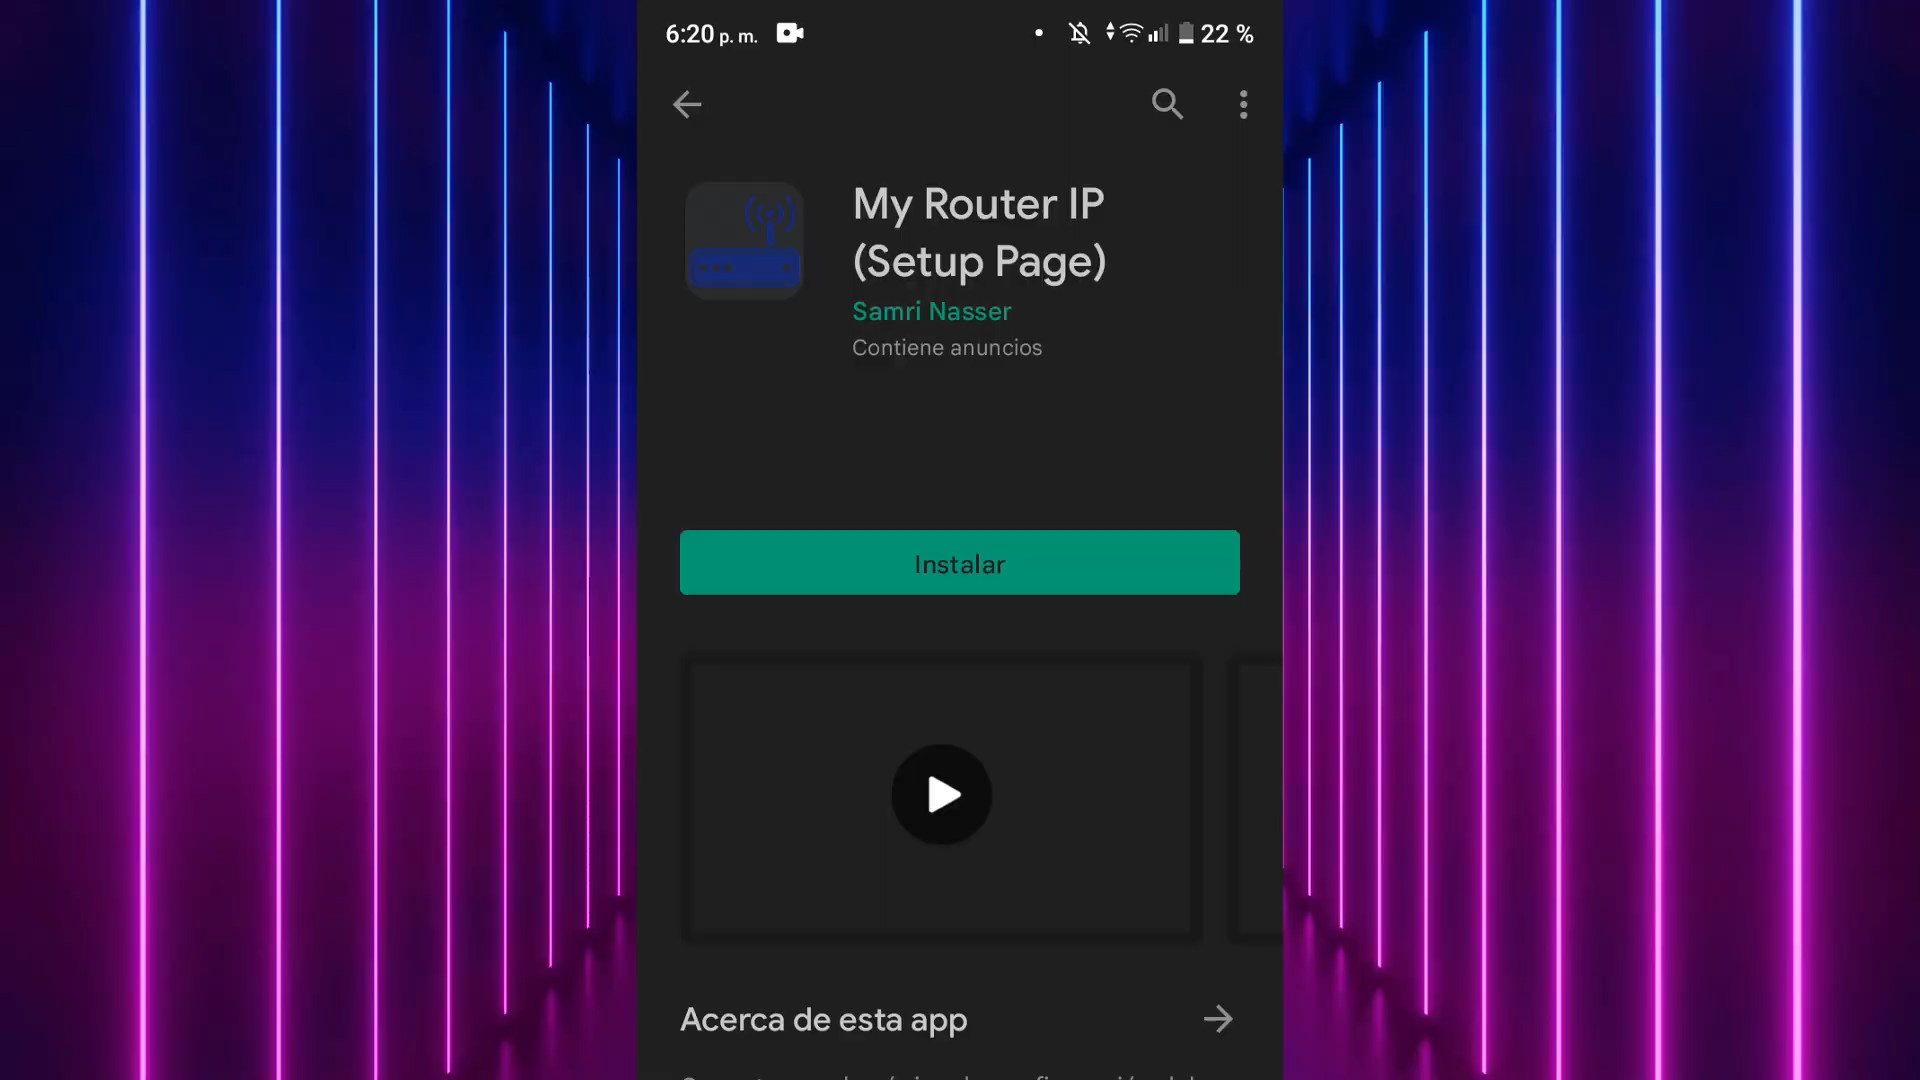 6:20 p. m.
22 %
My Router IP
(Setup Page)
Samri Nasser
Contiene anuncios
Instalar
Acerca de esta app